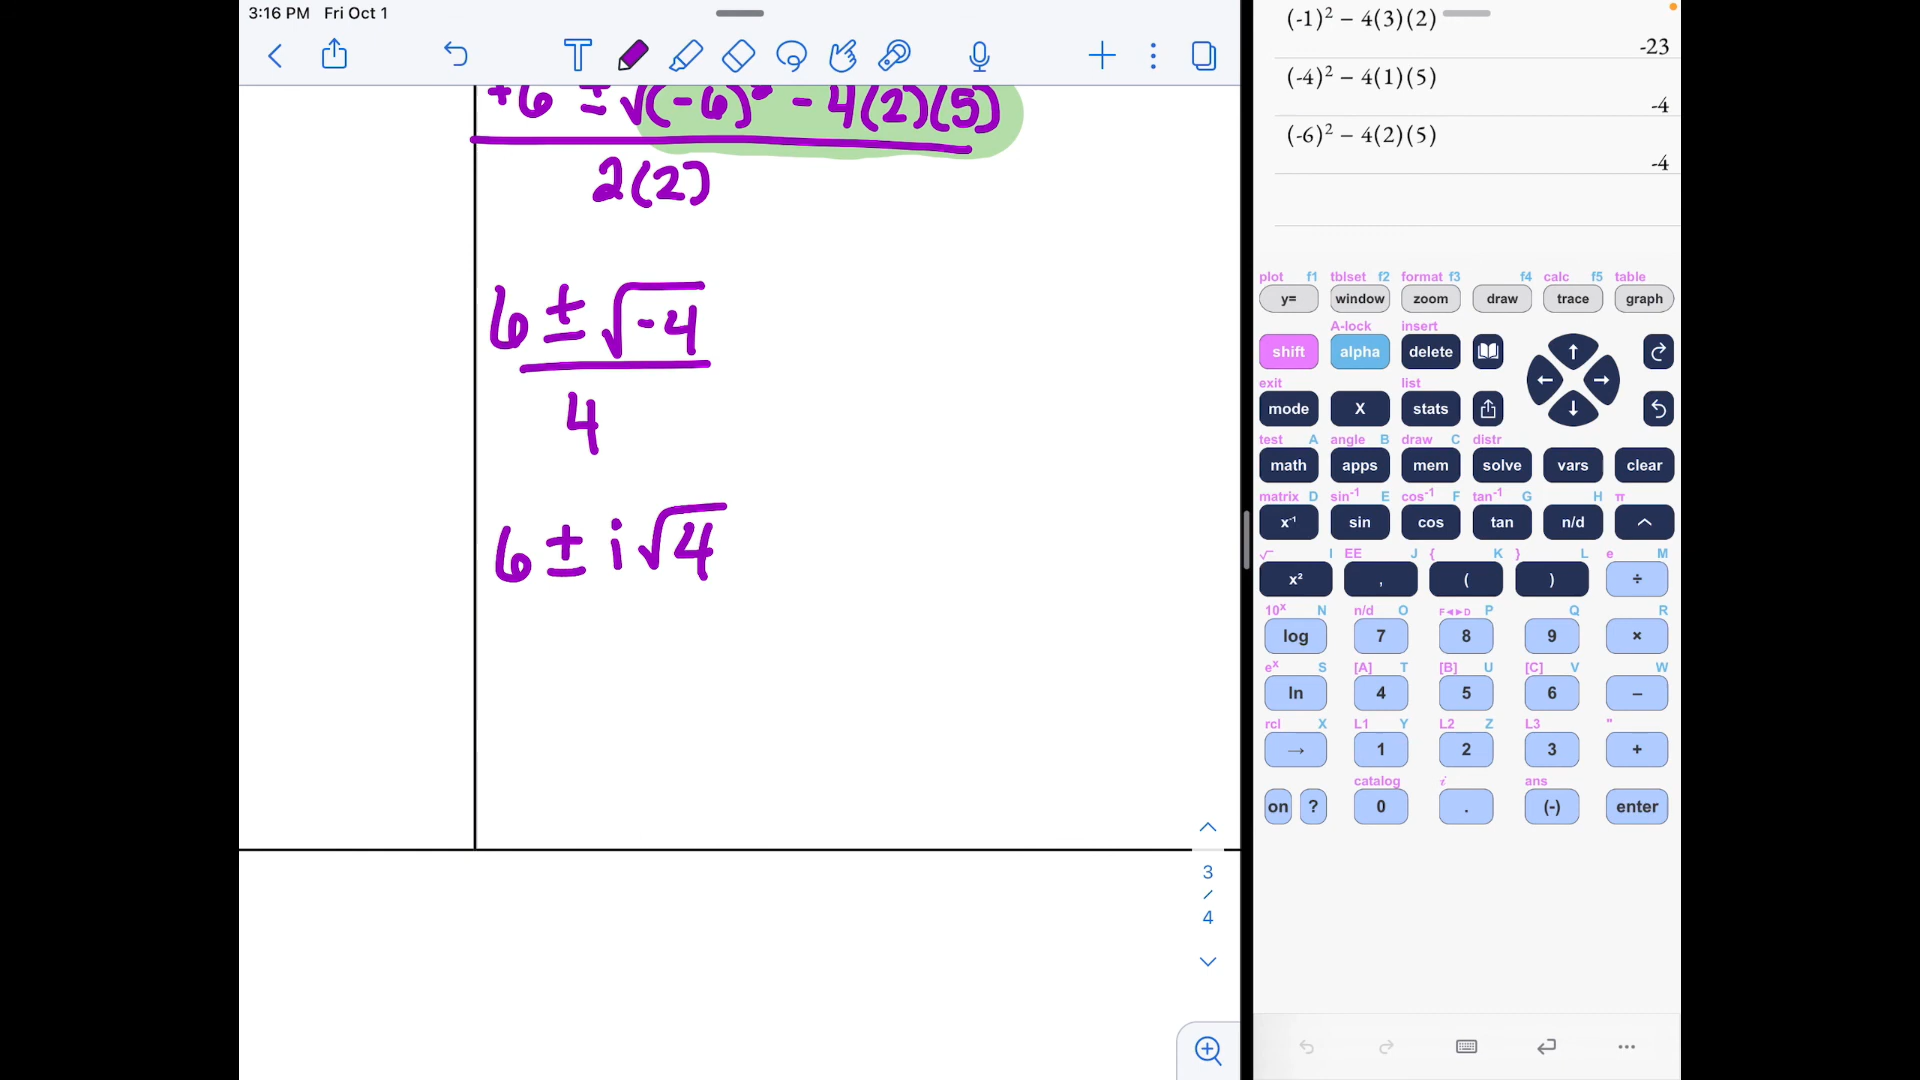 3:16 PM Fri Oct 1
T
+6 ± √(-6)² - 4(2)(5)
2(2)
6 ± √-4
4
6 ± i√4
3
/
4
(-1)² − 4(3)(2)
-23
(-4)² − 4(1)(5)
-4
(-6)² − 4(2)(5)
-4
plot f1 tblset f2 format f3 f4 calc f5 table
y= window zoom draw trace graph
A-lock insert
shift alpha delete ↑
← →
exit list
mode X stats ↓
test A angle B draw C distr
math apps mem solve vars clear
matrix D sin⁻¹ E cos⁻¹ F tan⁻¹ G H π
x⁻¹ sin cos tan n/d ^
√‾ I EE J { K } L e M
x² , ( ) ÷
10ˣ N n/d O F◄►D P Q R
log 7 8 9 ×
eˣ S [A] T [B] U [C] V W
ln 4 5 6 −
rcl X L1 Y L2 Z L3 "
→ 1 2 3 +
catalog i ans
on ? 0 . (-) enter